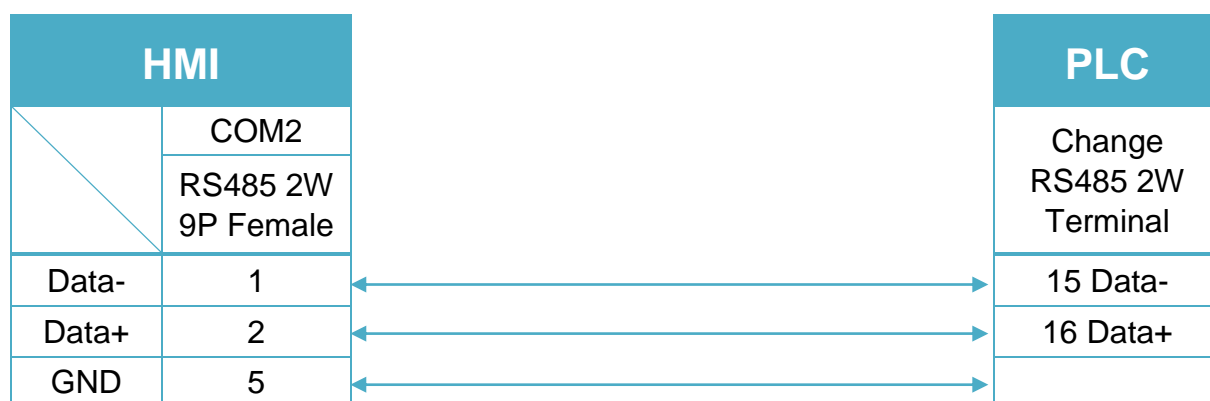 HMI
PLC
COM2
RS485 2W
9P Female
Change
RS485 2W
Terminal
Data- 1 15 Data-
Data+ 2 16 Data+
GND 5